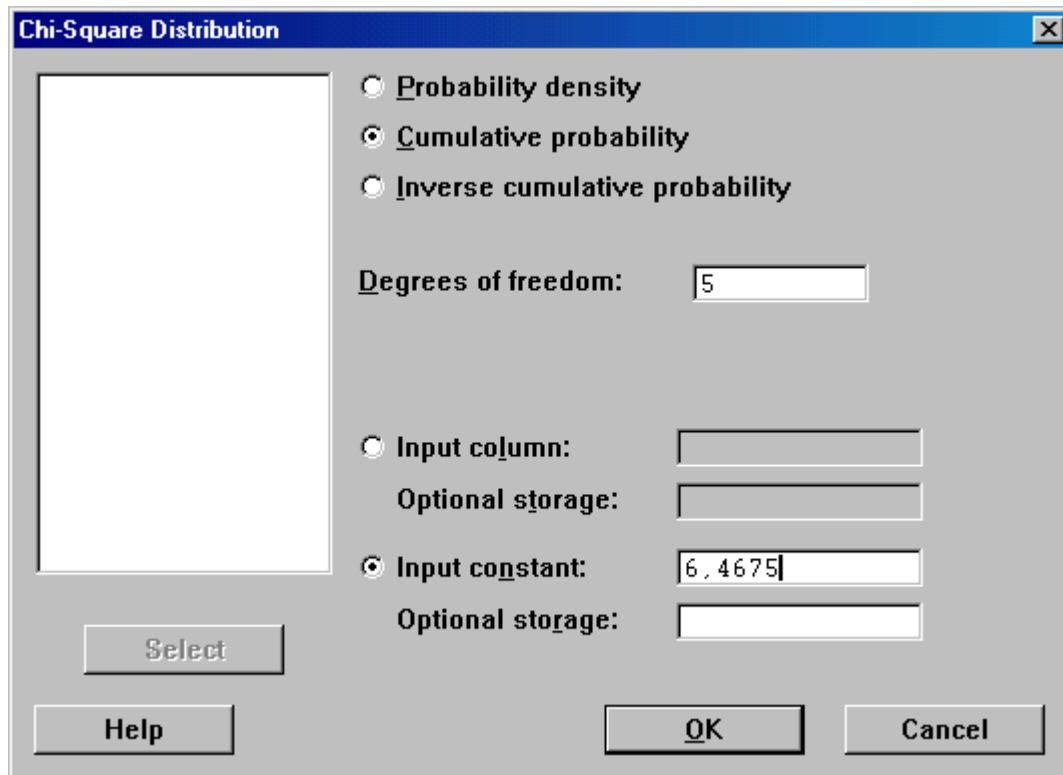 Chi-Square Distribution
Probability density
Cumulative probability
Inverse cumulative probability
Degrees of freedom: 5
Input column:
Optional storage:
Input constant: 6,4675
Optional storage:
Select
Help OK Cancel